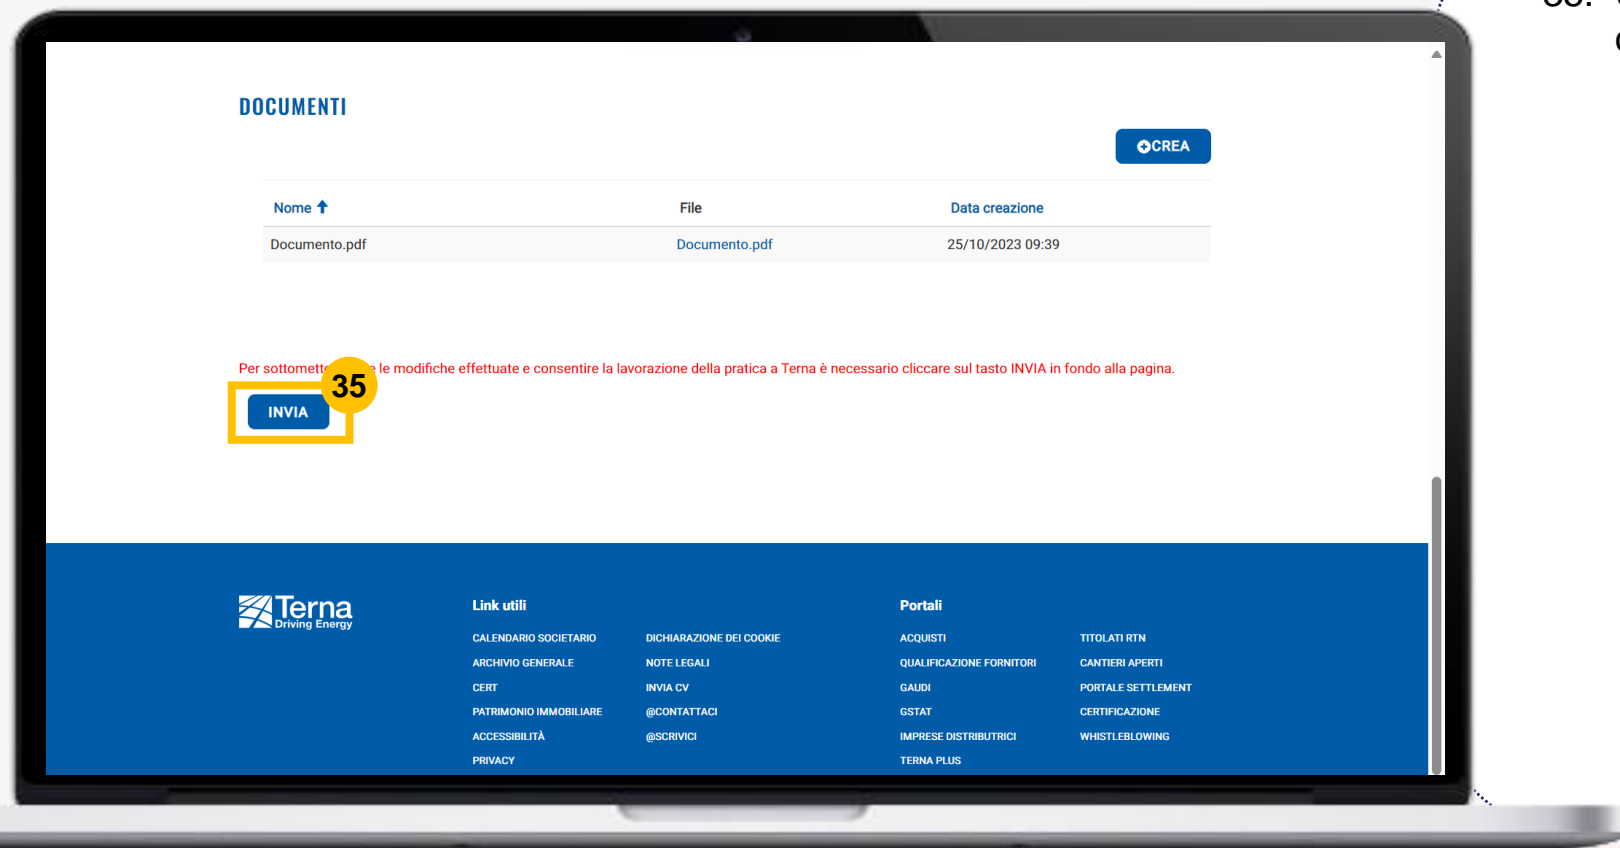 DOCUMENTI
CREA
Nome File Data creazione
Documento.pdf Documento.pdf 25/10/2023 09:39
Per le modifiche effettuate e consentire la lavorazione della pratica a Terna è necessario cliccare sul tasto INVIA in fondo alla pagina.
35
INVIA
Terna
Driving Energy
Link utili
CALENDARIO SOCIETARIO
ARCHIVIO GENERALE
CERT
PATRIMONIO IMMOBILIARE
ACCESSIBILITÀ
PRIVACY
DICHIARAZIONE DEI COOKIE
NOTE LEGALI
INVIA CV
@CONTATTACI
@SCRIVICI
Portali
ACQUISTI
QUALIFICAZIONE FORNITORI
GAUDI
GSTAT
IMPRESE DISTRIBUTRICI
TERNA PLUS
TITOLATI RTN
CANTIERI APERTI
PORTALE SETTLEMENT
CERTIFICAZIONE
WHISTLEBLOWING